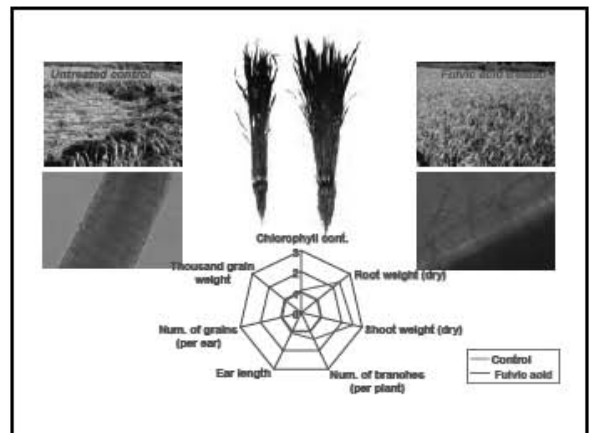 Untreated control
Fulvic acid treated
Chlorophyll cont.
3
2
1
0
Thousand grain
weight
Root weight (dry)
Num. of grains
(per ear)
Shoot weight (dry)
Ear length
Num. of branches
(per plant)
Control
Fulvic acid